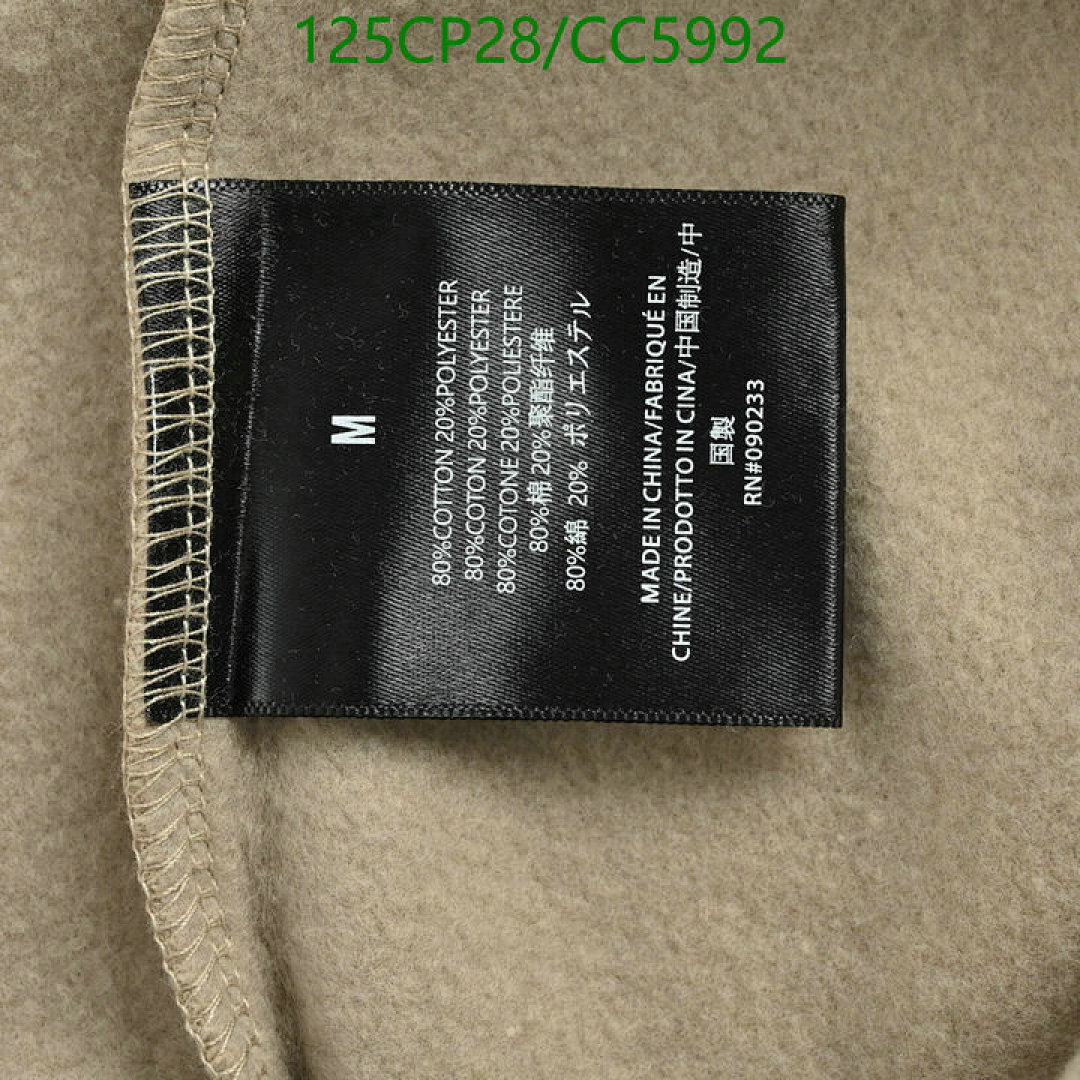 125CP28/CC5992
M
80%COTTON 20%POLYESTER
80%COTON 20%POLYESTER
80%COTONE 20%POLIESTERE
80%棉 20%聚酯纤维
80%綿 20% ポリエステル
MADE IN CHINA/FABRIQUÉ EN
CHINE/PRODOTTO IN CINA/中国制造/中
国製
RN#090233